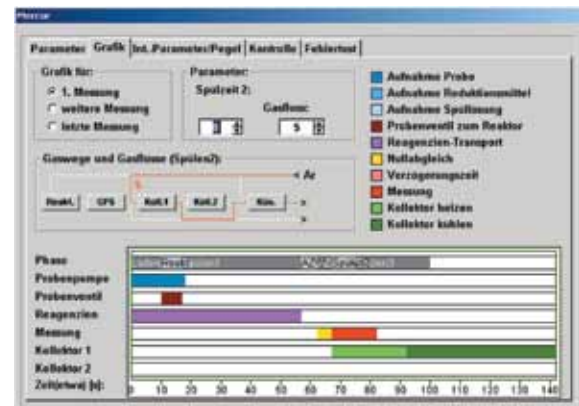 Mercur
Parameter Grafik Int./Parameter/Pegel Kontrolle Fehlertext
Grafik für:
1. Messung
weitere Messung
letzte Messung
Parameter:
Spülzeit 2:
Gasfluss:
5
Aufnahme Probe
Aufnahme Reduktionsmittel
Aufnahme Spüllösung
Probenventil zum Reaktor
Reagenzien-Transport
Nullabgleich
Verzögerungszeit
Messung
Kollektor heizen
Kollektor kühlen
Gaswege und Gasflüsse (Spülen2):
< Ar
5
Reakt. GPS Koll.1 Koll.2 Küv. >
>
Phase
Probenpumpe
Probenventil
Reagenzien
Messung
Kollektor 1
Kollektor 2
Zeit(etwa) [s]: 0 10 20 30 40 50 60 70 80 90 100 110 120 130 140